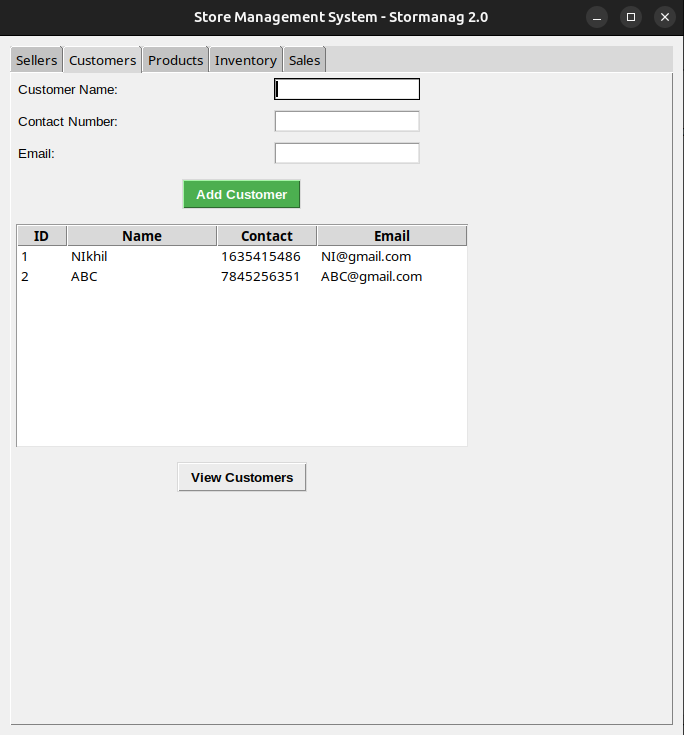 Store Management System - Stormanag 2.0
Sellers Customers Products Inventory Sales
Customer Name:
Contact Number:
Email:
Add Customer
ID Name Contact Email
1 NIkhil 1635415486 NI@gmail.com
2 ABC 7845256351 ABC@gmail.com
View Customers